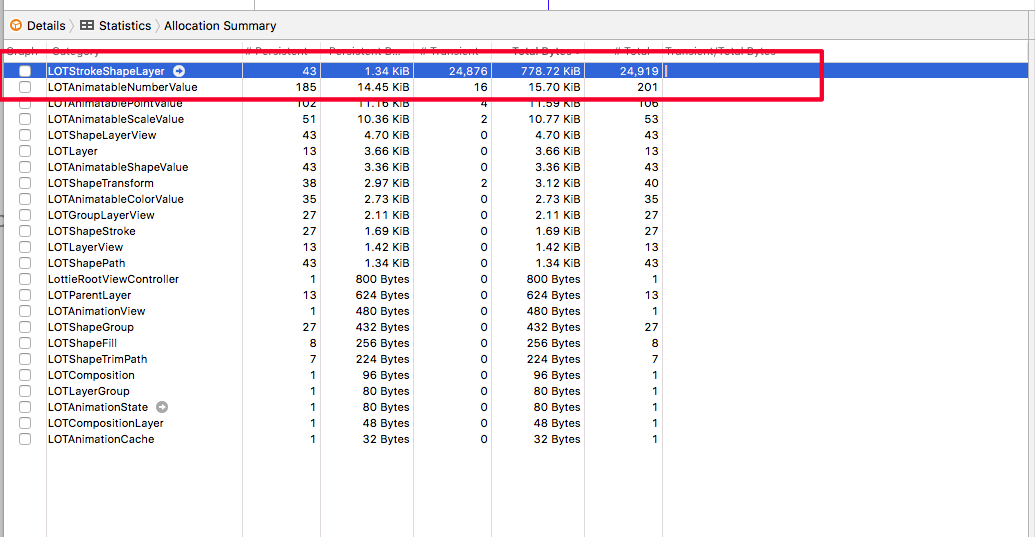 Details Statistics Allocation Summary
Graph Category # Persistent Persistent B... # Transient Total Bytes # Total Transient/Total Bytes
LOTStrokeShapeLayer 43 1.34 KiB 24,876 778.72 KiB 24,919
LOTAnimatableNumberValue 185 14.45 KiB 16 15.70 KiB 201
LOTAnimatablePointValue 102 11.16 KiB 4 11.59 KiB 106
LOTAnimatableScaleValue 51 10.36 KiB 2 10.77 KiB 53
LOTShapeLayerView 43 4.70 KiB 0 4.70 KiB 43
LOTLayer 13 3.66 KiB 0 3.66 KiB 13
LOTAnimatableShapeValue 43 3.36 KiB 0 3.36 KiB 43
LOTShapeTransform 38 2.97 KiB 2 3.12 KiB 40
LOTAnimatableColorValue 35 2.73 KiB 0 2.73 KiB 35
LOTGroupLayerView 27 2.11 KiB 0 2.11 KiB 27
LOTShapeStroke 27 1.69 KiB 0 1.69 KiB 27
LOTLayerView 13 1.42 KiB 0 1.42 KiB 13
LOTShapePath 43 1.34 KiB 0 1.34 KiB 43
LottieRootViewController 1 800 Bytes 0 800 Bytes 1
LOTParentLayer 13 624 Bytes 0 624 Bytes 13
LOTAnimationView 1 480 Bytes 0 480 Bytes 1
LOTShapeGroup 27 432 Bytes 0 432 Bytes 27
LOTShapeFill 8 256 Bytes 0 256 Bytes 8
LOTShapeTrimPath 7 224 Bytes 0 224 Bytes 7
LOTComposition 1 96 Bytes 0 96 Bytes 1
LOTLayerGroup 1 80 Bytes 0 80 Bytes 1
LOTAnimationState 1 80 Bytes 0 80 Bytes 1
LOTCompositionLayer 1 48 Bytes 0 48 Bytes 1
LOTAnimationCache 1 32 Bytes 0 32 Bytes 1